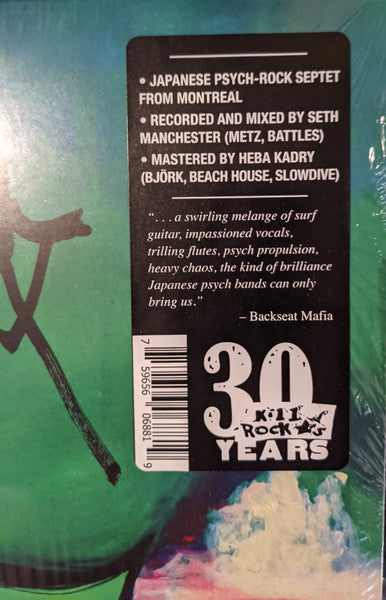 • JAPANESE PSYCH-ROCK SEPTET
FROM MONTREAL
• RECORDED AND MIXED BY SETH
MANCHESTER (METZ, BATTLES)
• MASTERED BY HEBA KADRY
(BJÖRK, BEACH HOUSE, SLOWDIVE)
“. . . a swirling melange of surf
guitar, impassioned vocals,
trilling flutes, psych propulsion,
heavy chaos, the kind of brilliance
Japanese psych bands can only
bring us.”
– Backseat Mafia
7 59656 06881 9
30
KiLL
ROCK ★s
YEARS